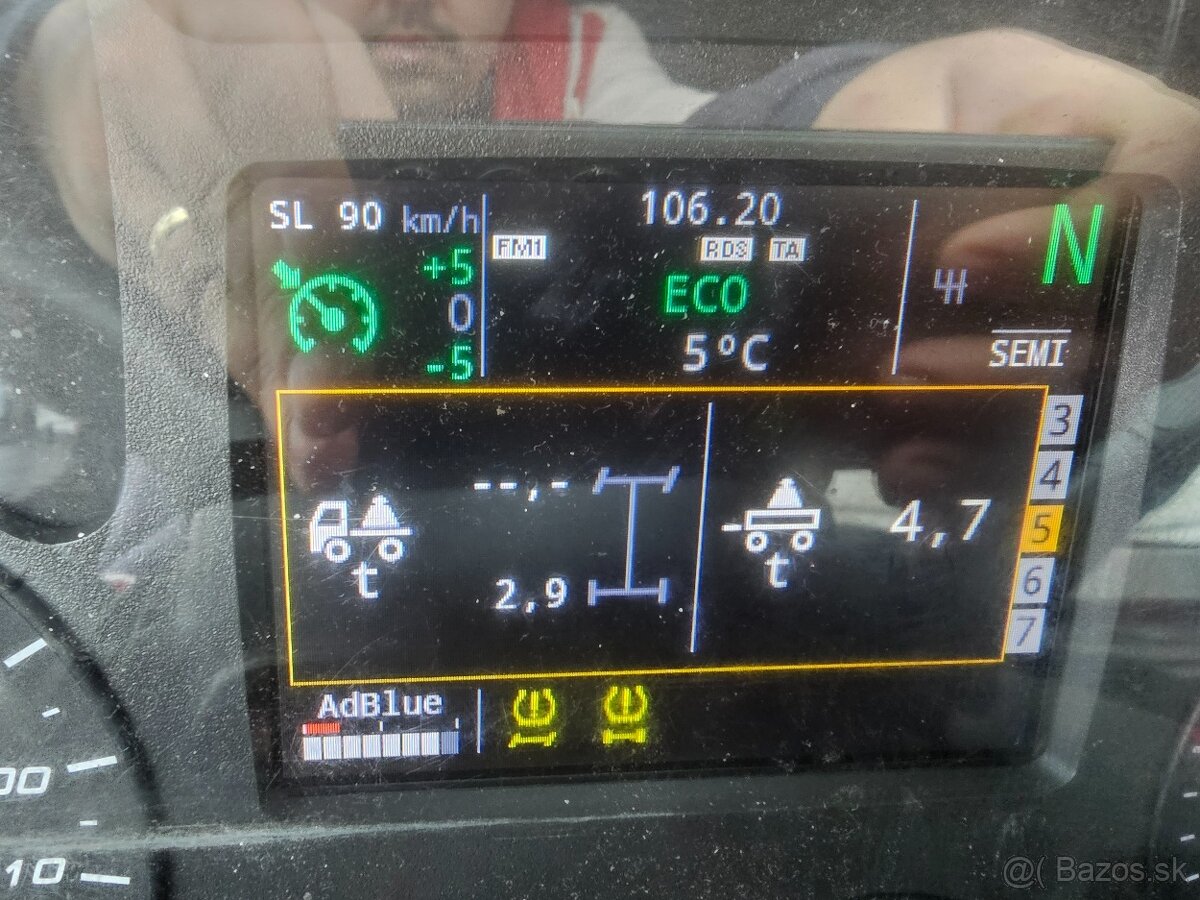 SL 90 km/h
106.20
N
FM1
RDS TA
+5
ECO
0
5°C
SEMI
-5
3
4
--,-
5
4,7
t
t
2,9
6
7
AdBlue
00
10
@( Bazos.sk